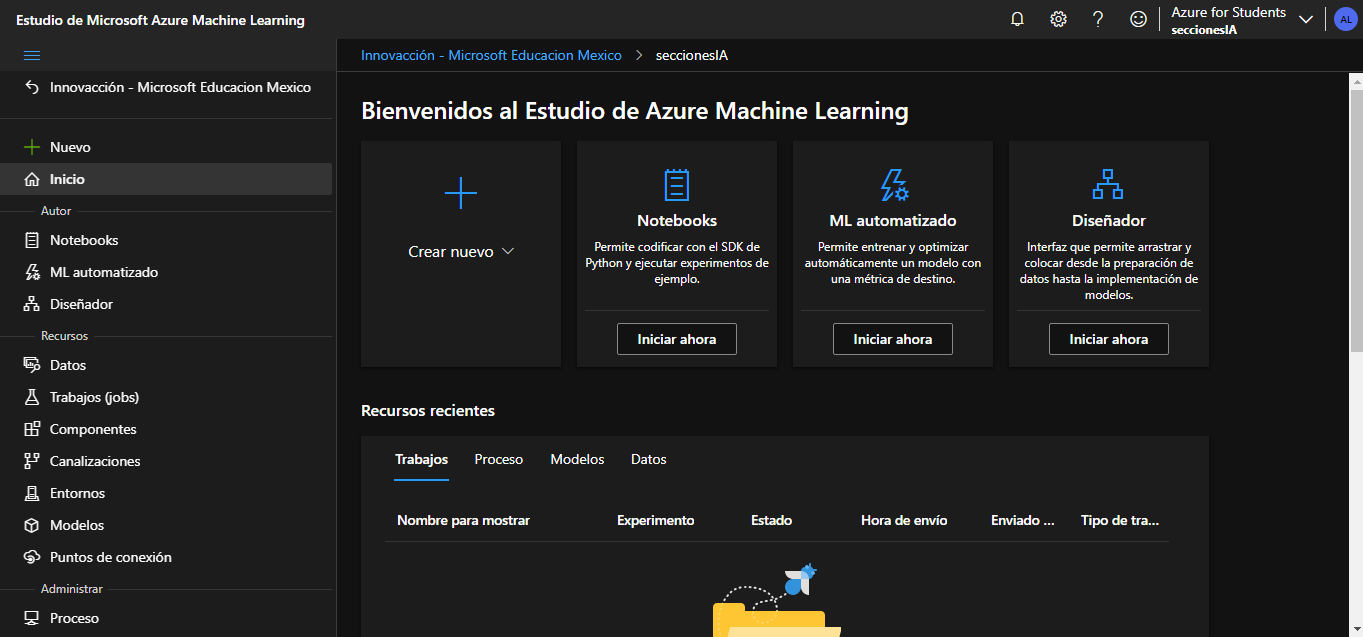 Estudio de Microsoft Azure Machine Learning
Azure for Students
seccionesIA
AL
Innovacción - Microsoft Educacion Mexico
Nuevo
Inicio
Autor
Notebooks
ML automatizado
Diseñador
Recursos
Datos
Trabajos (jobs)
Componentes
Canalizaciones
Entornos
Modelos
Puntos de conexión
Administrar
Proceso
Innovacción - Microsoft Educacion Mexico > seccionesIA
Bienvenidos al Estudio de Azure Machine Learning
Crear nuevo
Notebooks
Permite codificar con el SDK de
Python y ejecutar experimentos de
ejemplo.
Iniciar ahora
ML automatizado
Permite entrenar y optimizar
automáticamente un modelo con
una métrica de destino.
Iniciar ahora
Diseñador
Interfaz que permite arrastrar y
colocar desde la preparación de
datos hasta la implementación de
modelos.
Iniciar ahora
Recursos recientes
Trabajos Proceso Modelos Datos
Nombre para mostrar Experimento Estado Hora de envío Enviado ... Tipo de tra...